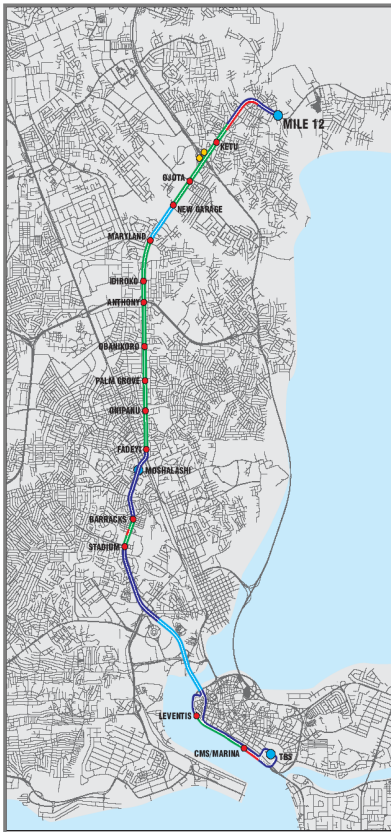 MILE 12
KETU
OJOTA
NEW GARAGE
MARYLAND
IDIROKO
ANTHONY
OBANIKORO
PALM GROVE
ONIPANU
FADEYI
MOSHALASHI
BARRACKS
STADIUM
LEVENTIS
CMS/MARINA
TBS